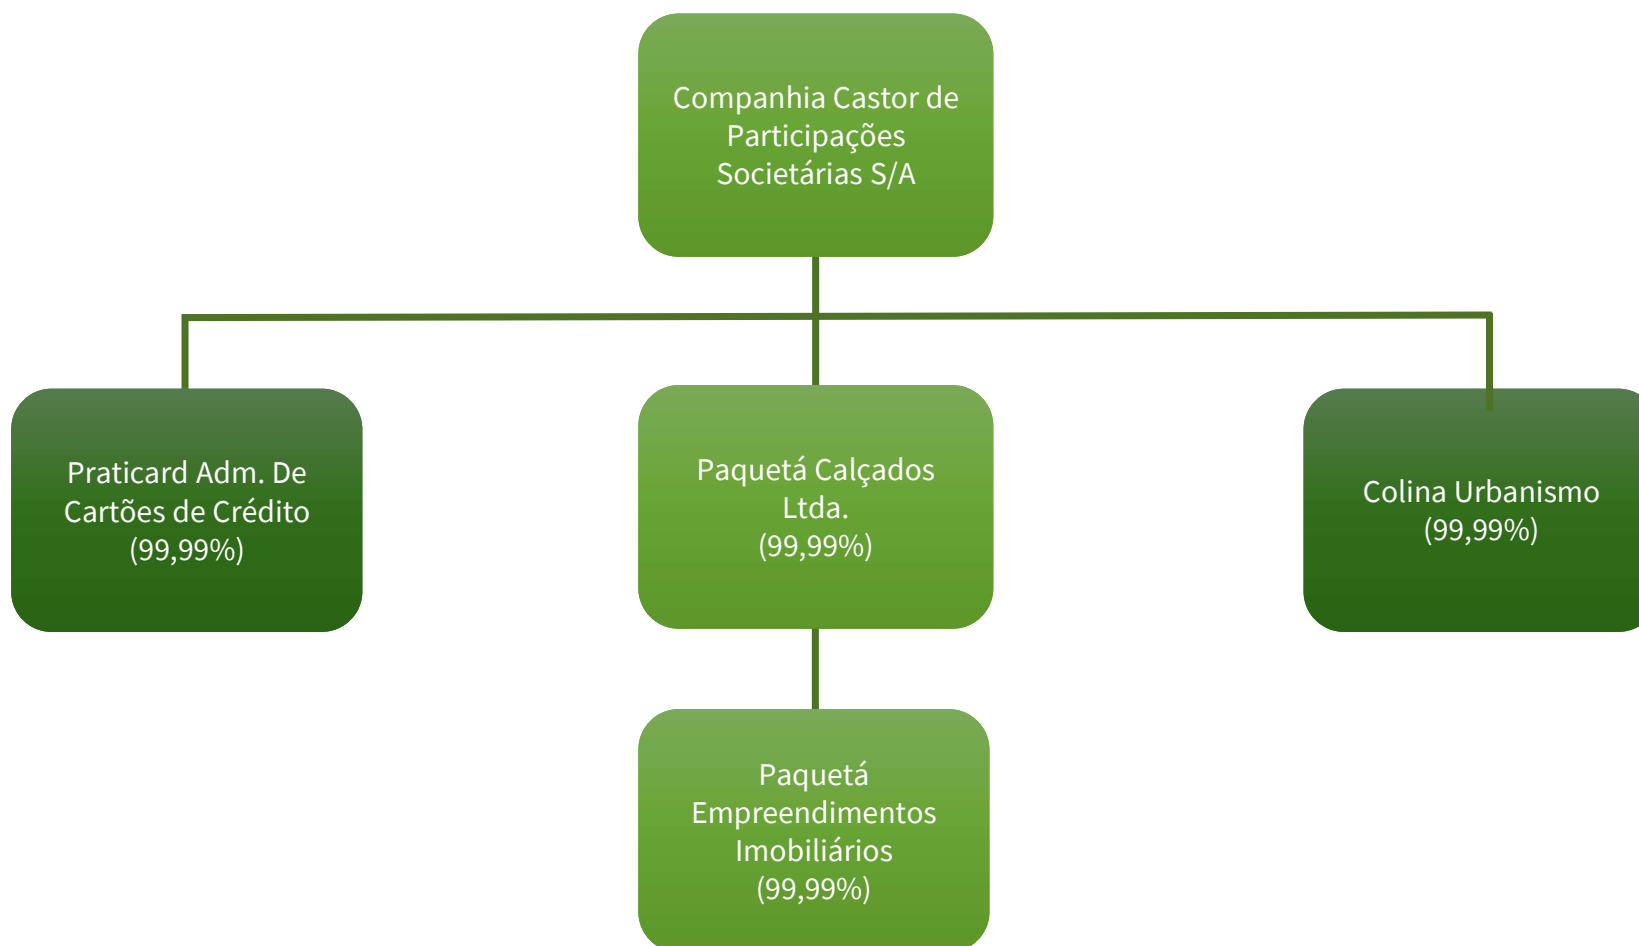 Companhia Castor de
Participações
Societárias S/A
Praticard Adm. De
Cartões de Crédito
(99,99%)
Paquetá Calçados
Ltda.
(99,99%)
Colina Urbanismo
(99,99%)
Paquetá
Empreendimentos
Imobiliários
(99,99%)